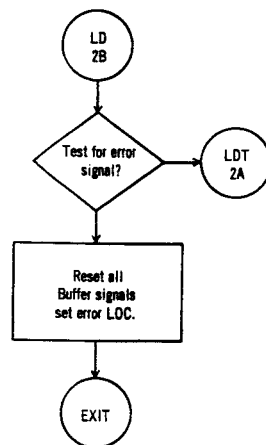 LD
2B
Test for error
signal?
LDT
2A
Reset all
Buffer signals
set error LOC.
EXIT